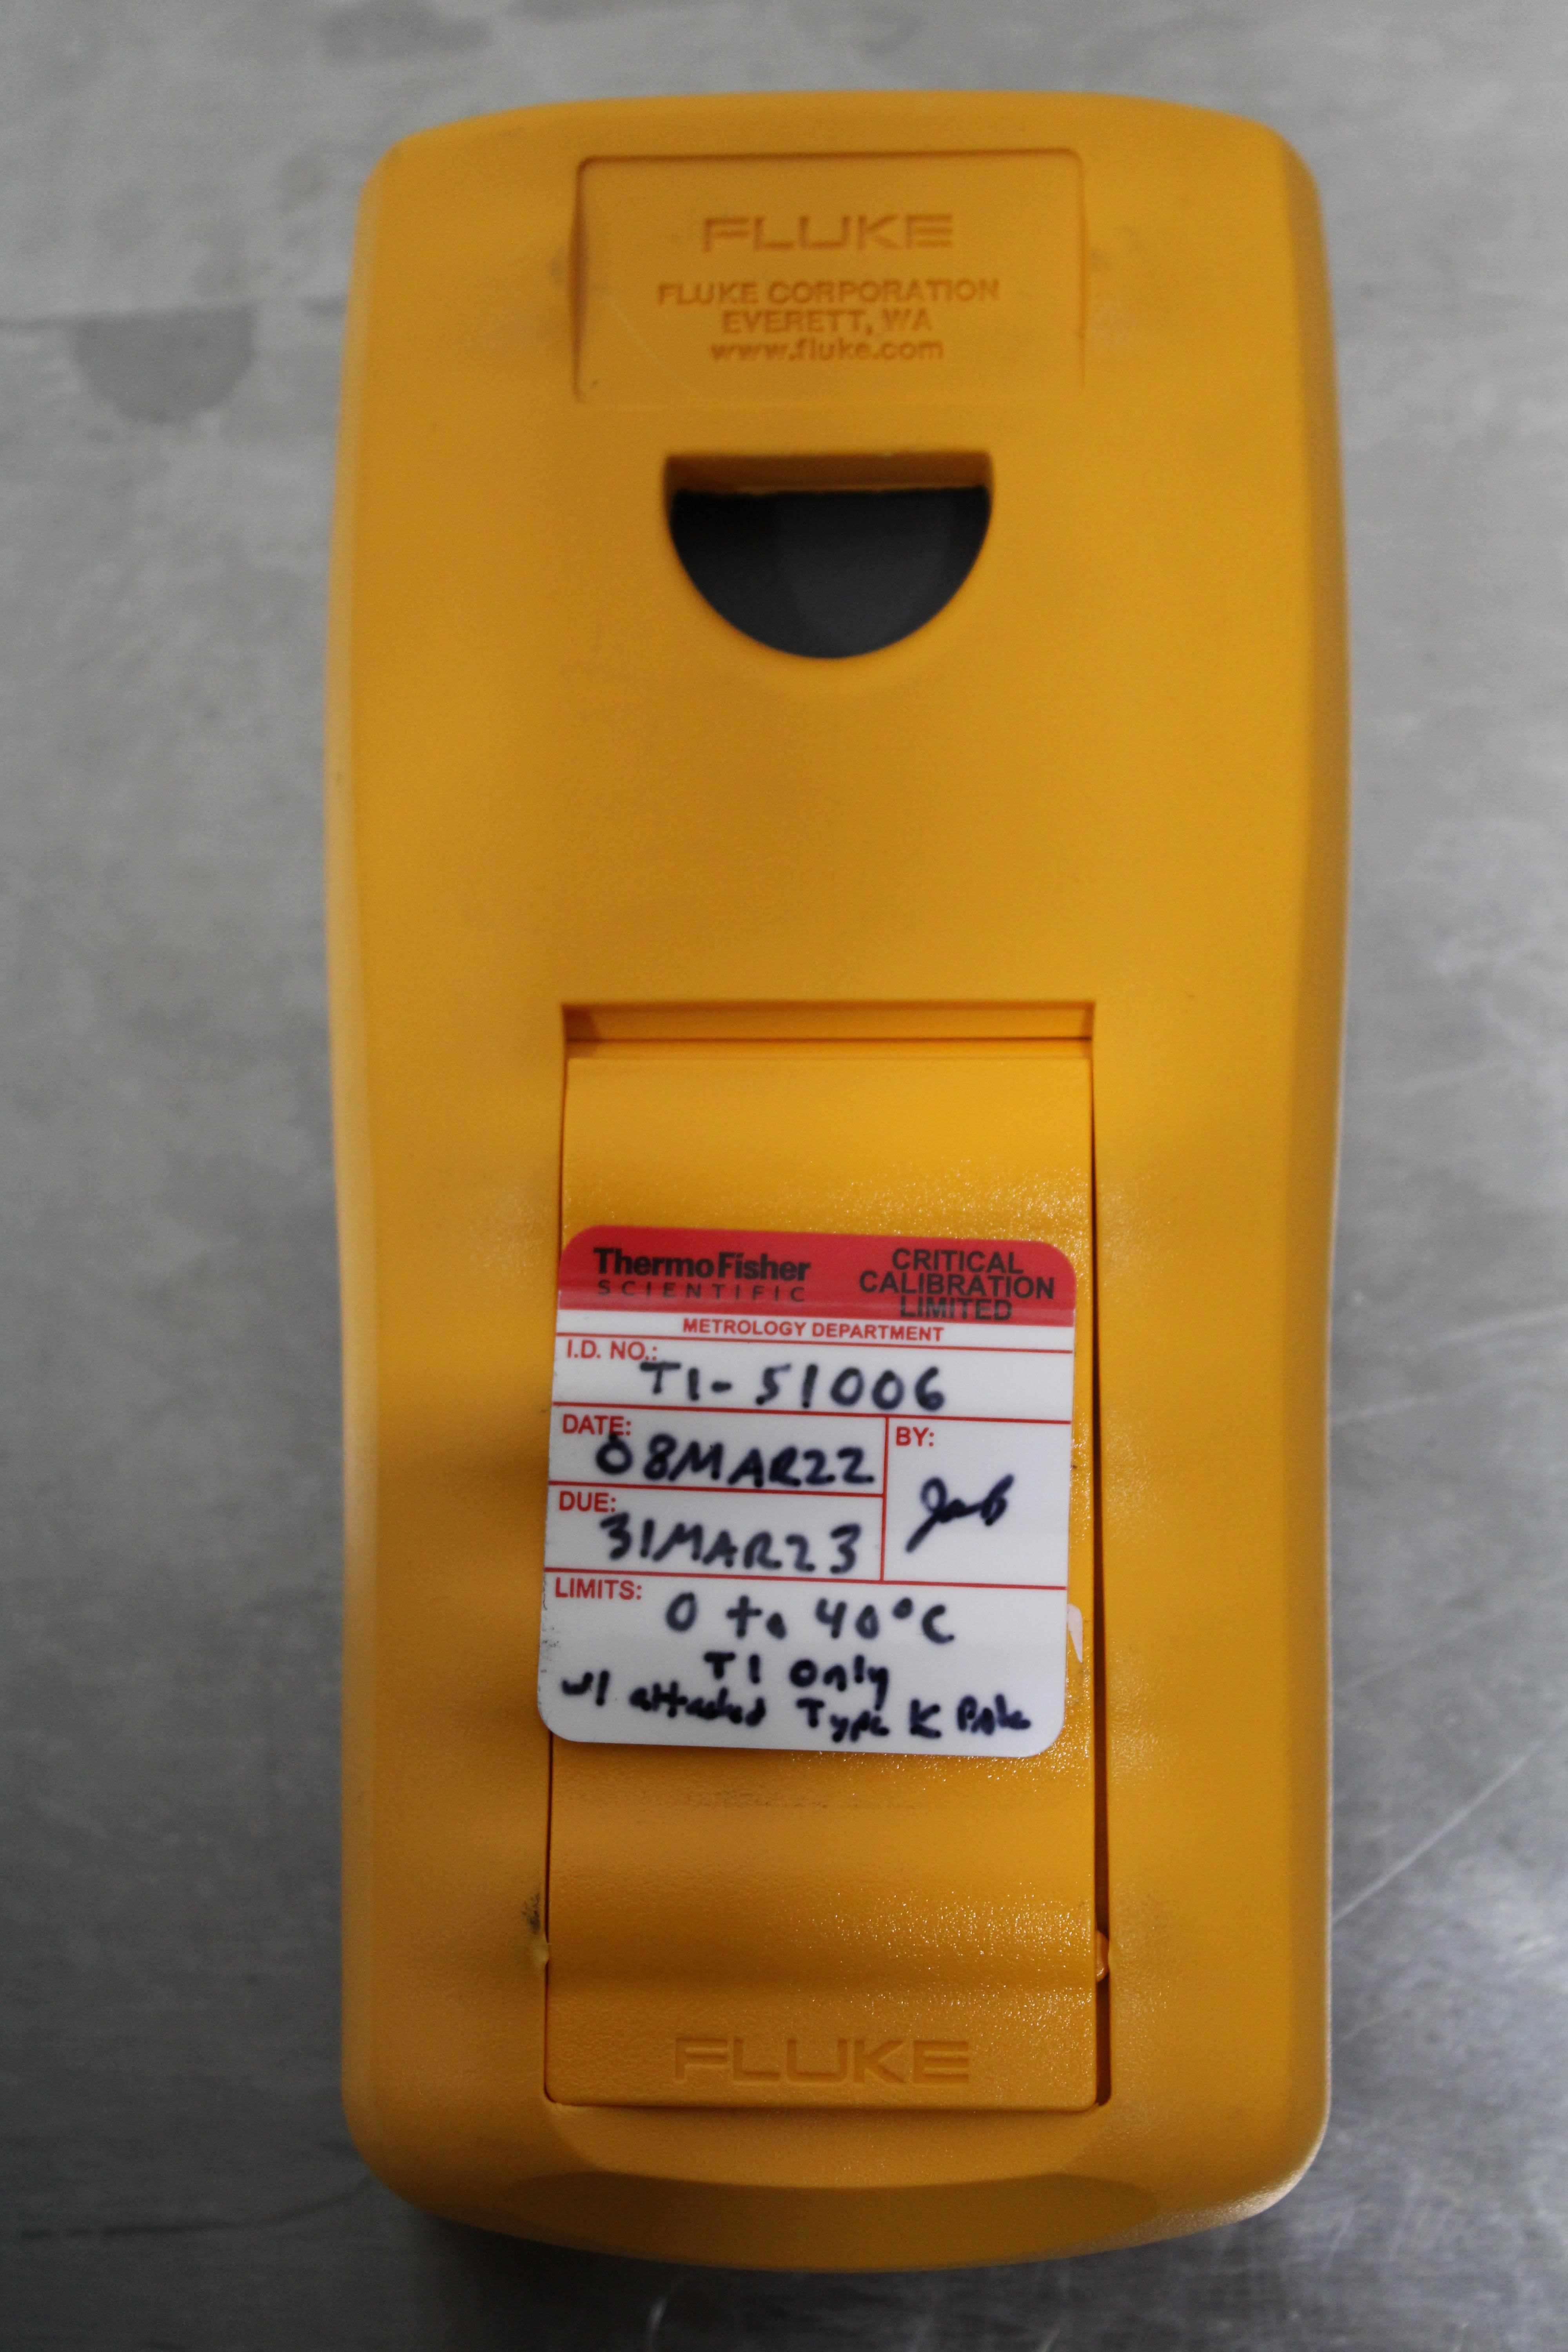 FLUKE
FLUKE CORPORATION
EVERETT, WA
www.fluke.com
ThermoFisher
SCIENTIFIC
CRITICAL
CALIBRATION
LIMITED
METROLOGY DEPARTMENT
I.D. NO.: TI-51006
DATE: 08MAR22
BY:
DUE: 31MAR23
LIMITS: 0 to 40°C
T1 only
w/ attached Type K Probe
FLUKE